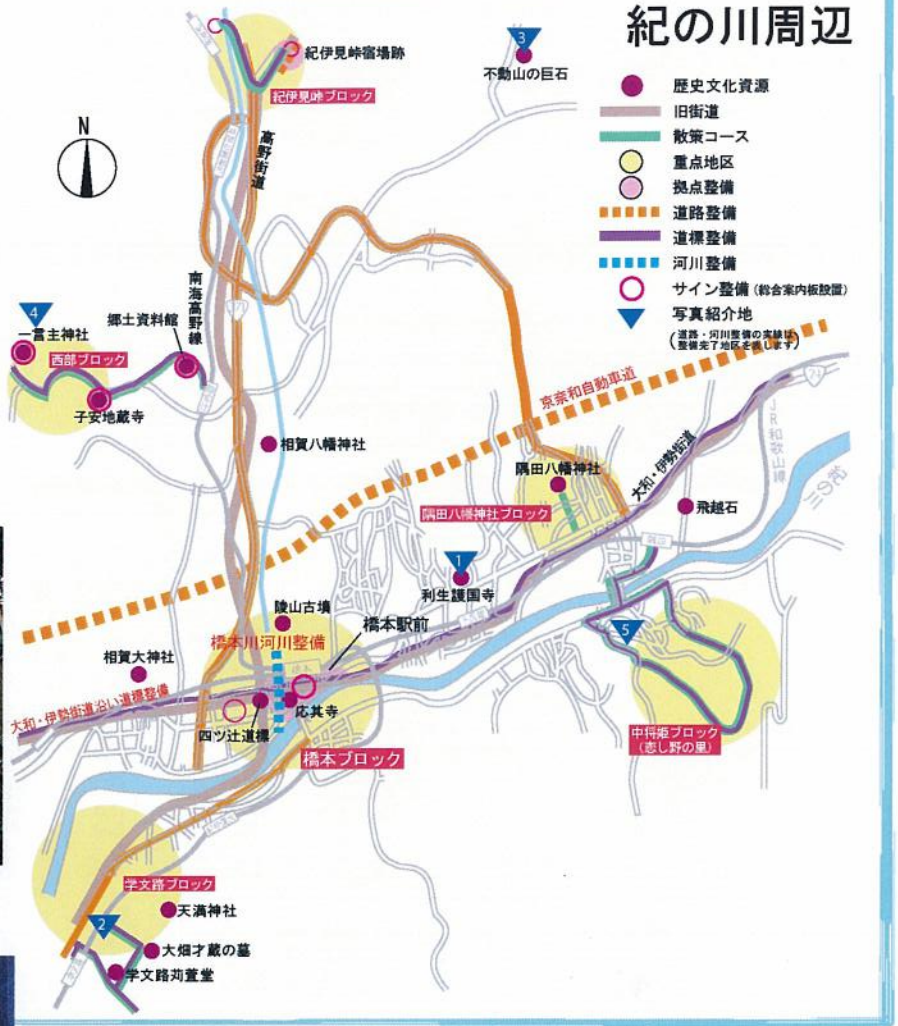 紀の川周辺
歴史文化資源
旧街道
散策コース
重点地区
拠点整備
道路整備
道標整備
河川整備
サイン整備(総合案内板設置)
写真紹介地
(道路・河川整備の実線は
整備完了地区を表します)
N
紀伊見峠宿場跡
紀伊見峠ブロック
3
不動山の巨石
高野街道
371
南海高野線
4
一言主神社
郷土資料館
西部ブロック
子安地蔵寺
相賀八幡神社
京奈和自動車道
大和・伊勢街道
24
JR和歌山線
紀の川
隅田八幡神社
隅田八幡神社ブロック
飛越石
1
利生護国寺
陵山古墳
橋本駅前
橋本川河川整備
相賀大神社
大和・伊勢街道沿い道標整備
四ツ辻道標
応其寺
橋本ブロック
5
中将姫ブロック
(恋し野の里)
学文路ブロック
2
天満神社
大畑才蔵の墓
学文路苅萱堂